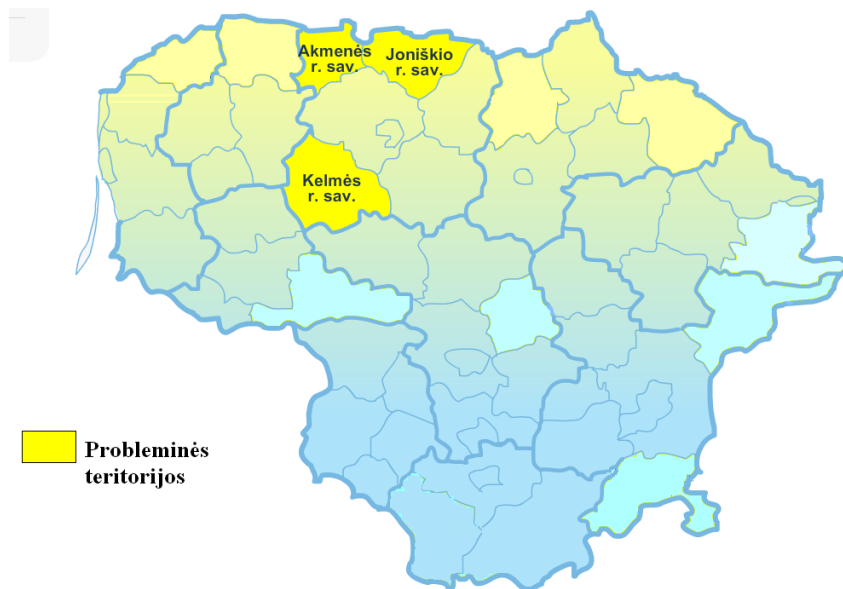 Akmenės
r. sav.
Joniškio
r. sav.
Kelmės
r. sav.
Probleminės
teritorijos